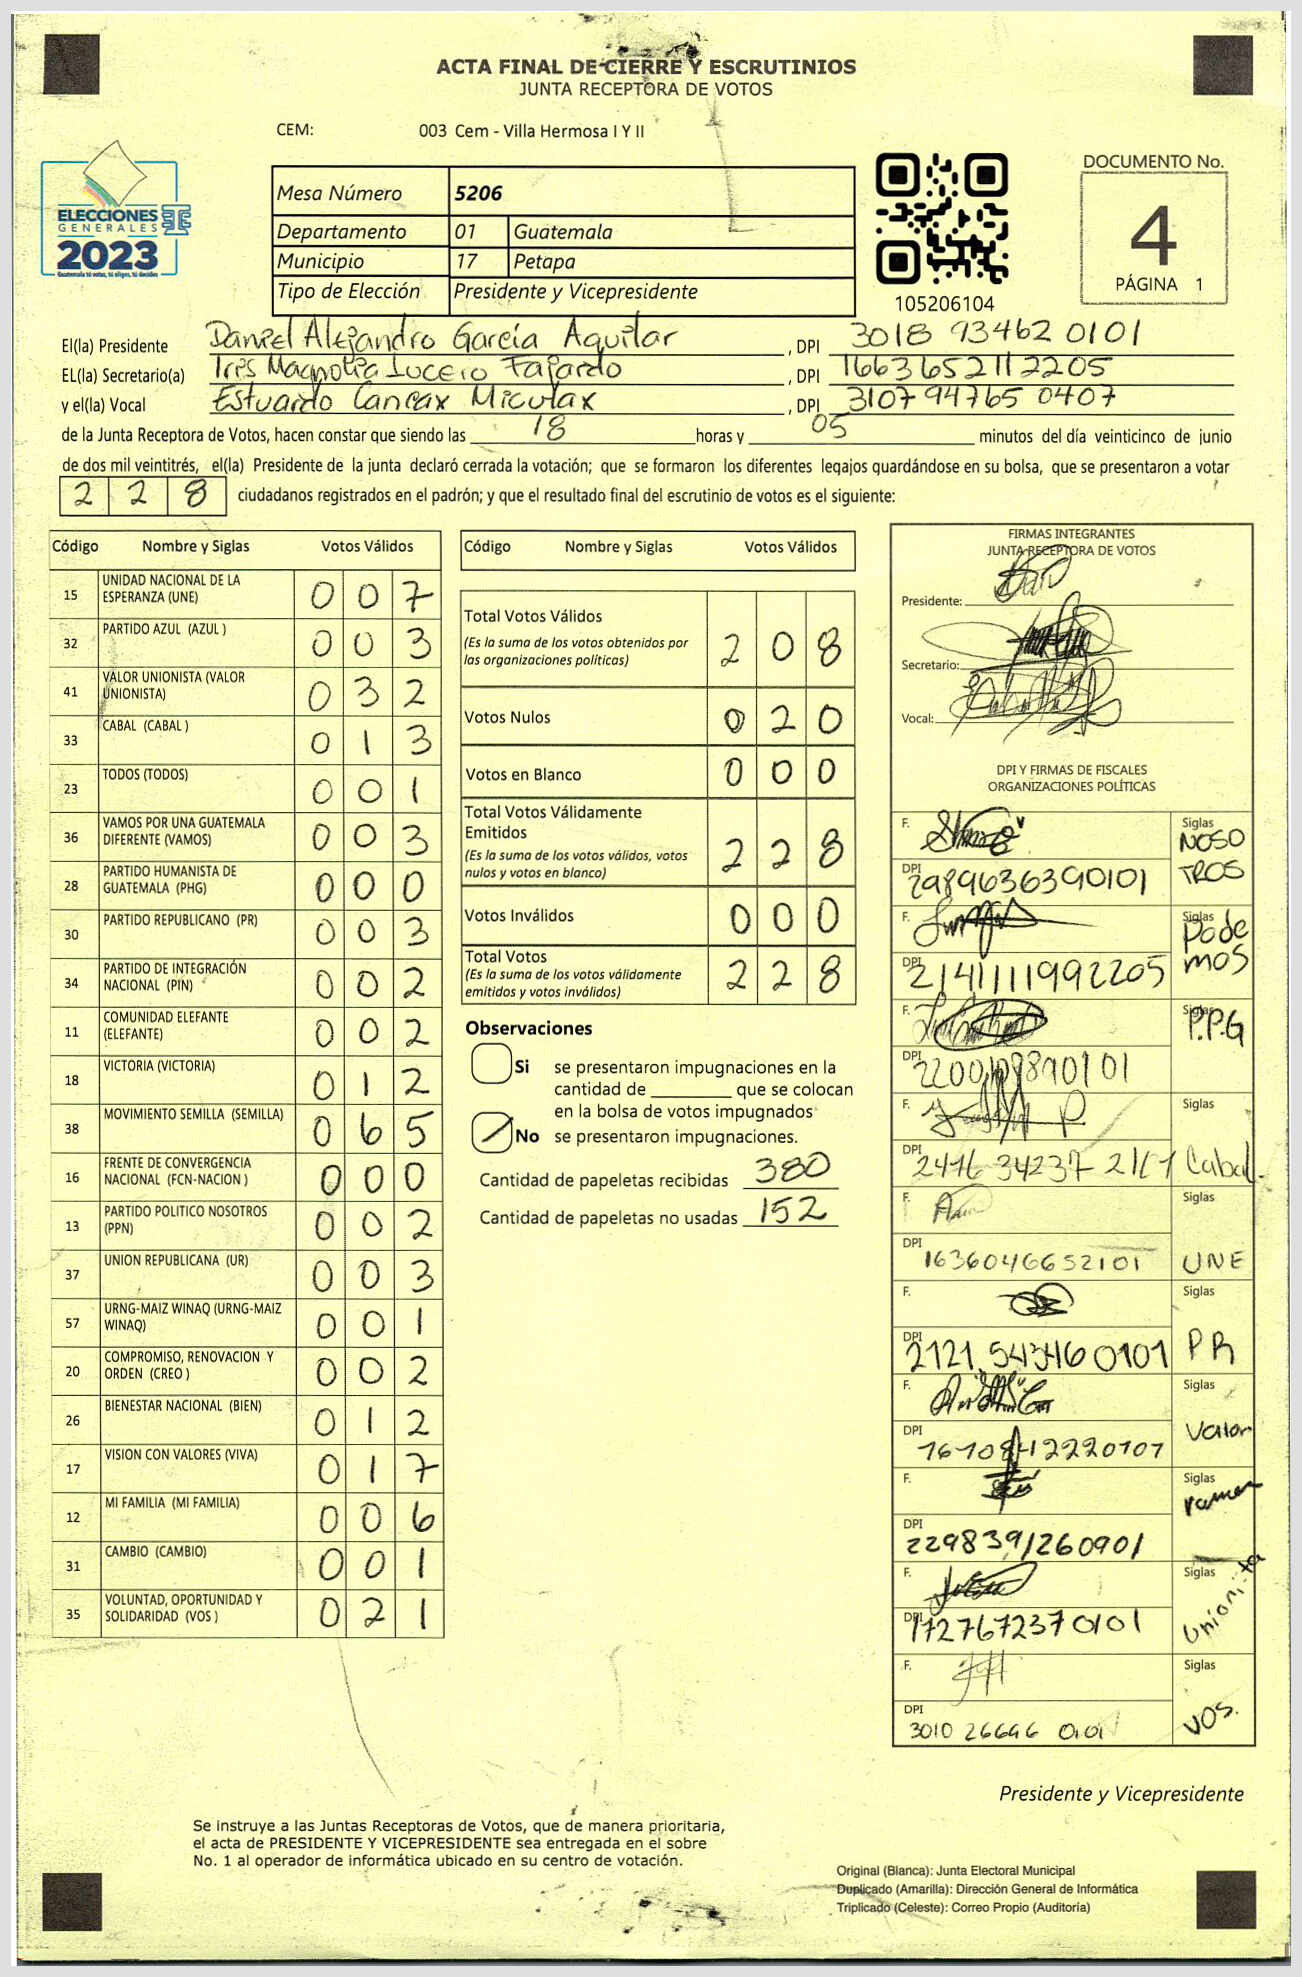 ACTA FINAL DE CIERRE Y ESCRUTINIOS
JUNTA RECEPTORA DE VOTOS
CEM: 003 Cem - Villa Hermosa I Y II
ELECCIONES
GENERALES
2023
Guatemala tú votas, tú eliges, tú decides
Mesa Número 5206
Departamento 01 Guatemala
Municipio 17 Petapa
Tipo de Elección Presidente y Vicepresidente
105206104
DOCUMENTO No.
4
PÁGINA 1
El(la) Presidente Daniel Alejandro García Aguilar , DPI 3018 93462 0101
EL(la) Secretario(a) Magnolia Lucero Fajardo , DPI 1663652112205
y el(la) Vocal Estuardo Miculax , DPI 3107 94765 0407
de la Junta Receptora de Votos, hacen constar que siendo las 18 horas y 05 minutos del día veinticinco de junio
de dos mil veintitrés, el(la) Presidente de la junta declaró cerrada la votación; que se formaron los diferentes legajos guardándose en su bolsa, que se presentaron a votar
2 2 8 ciudadanos registrados en el padrón; y que el resultado final del escrutinio de votos es el siguiente:
Código Nombre y Siglas Votos Válidos
15 UNIDAD NACIONAL DE LA
ESPERANZA (UNE) 0 0 7
32 PARTIDO AZUL (AZUL ) 0 0 3
41 VALOR UNIONISTA (VALOR
UNIONISTA) 0 3 2
33 CABAL (CABAL ) 0 1 3
23 TODOS (TODOS) 0 0 1
36 VAMOS POR UNA GUATEMALA
DIFERENTE (VAMOS) 0 0 3
28 PARTIDO HUMANISTA DE
GUATEMALA (PHG) 0 0 0
30 PARTIDO REPUBLICANO (PR) 0 0 3
34 PARTIDO DE INTEGRACIÓN
NACIONAL (PIN) 0 0 2
11 COMUNIDAD ELEFANTE
(ELEFANTE) 0 0 2
18 VICTORIA (VICTORIA) 0 1 2
38 MOVIMIENTO SEMILLA (SEMILLA) 0 6 5
16 FRENTE DE CONVERGENCIA
NACIONAL (FCN-NACION ) 0 0 0
13 PARTIDO POLITICO NOSOTROS
(PPN) 0 0 2
37 UNION REPUBLICANA (UR) 0 0 3
57 URNG-MAIZ WINAQ (URNG-MAIZ
WINAQ) 0 0 1
20 COMPROMISO, RENOVACION Y
ORDEN (CREO ) 0 0 2
26 BIENESTAR NACIONAL (BIEN) 0 1 2
17 VISION CON VALORES (VIVA) 0 1 7
12 MI FAMILIA (MI FAMILIA) 0 0 6
31 CAMBIO (CAMBIO) 0 0 1
35 VOLUNTAD, OPORTUNIDAD Y
SOLIDARIDAD (VOS ) 0 2 1
Código Nombre y Siglas Votos Válidos
Total Votos Válidos 2 0 8
(Es la suma de los votos obtenidos por
las organizaciones políticas)
Votos Nulos 0 2 0
Votos en Blanco 0 0 0
Total Votos Válidamente
Emitidos 2 2 8
(Es la suma de los votos válidos, votos
nulos y votos en blanco)
Votos Inválidos 0 0 0
Total Votos 2 2 8
(Es la suma de los votos válidamente
emitidos y votos inválidos)
Observaciones
Si se presentaron impugnaciones en la
cantidad de ________ que se colocan
en la bolsa de votos impugnados
No se presentaron impugnaciones.
Cantidad de papeletas recibidas 380
Cantidad de papeletas no usadas 152
FIRMAS INTEGRANTES
JUNTA RECEPTORA DE VOTOS
Presidente:
Secretario:
Vocal:
DPI Y FIRMAS DE FISCALES
ORGANIZACIONES POLÍTICAS
F. Siglas NOSO
TROS
DPI 2989636390101
F. Siglas Pode
mos
DPI 2141111992205
F. Siglas P.P.G
DPI
F. Siglas Cabal.
DPI
F. Siglas UNE
DPI 1636046652101
F. Siglas PR
DPI 2121 54346 0101
F. Siglas Valor
DPI
F. Siglas
DPI 2298391260901
F. Siglas Unionista
DPI 1727672370101
F. Siglas VOS.
DPI 3010 26646 0101
Presidente y Vicepresidente
Se instruye a las Juntas Receptoras de Votos, que de manera prioritaria,
el acta de PRESIDENTE Y VICEPRESIDENTE sea entregada en el sobre
No. 1 al operador de informática ubicado en su centro de votación.
Original (Blanca): Junta Electoral Municipal
Duplicado (Amarilla): Dirección General de Informática
Triplicado (Celeste): Correo Propio (Auditoría)